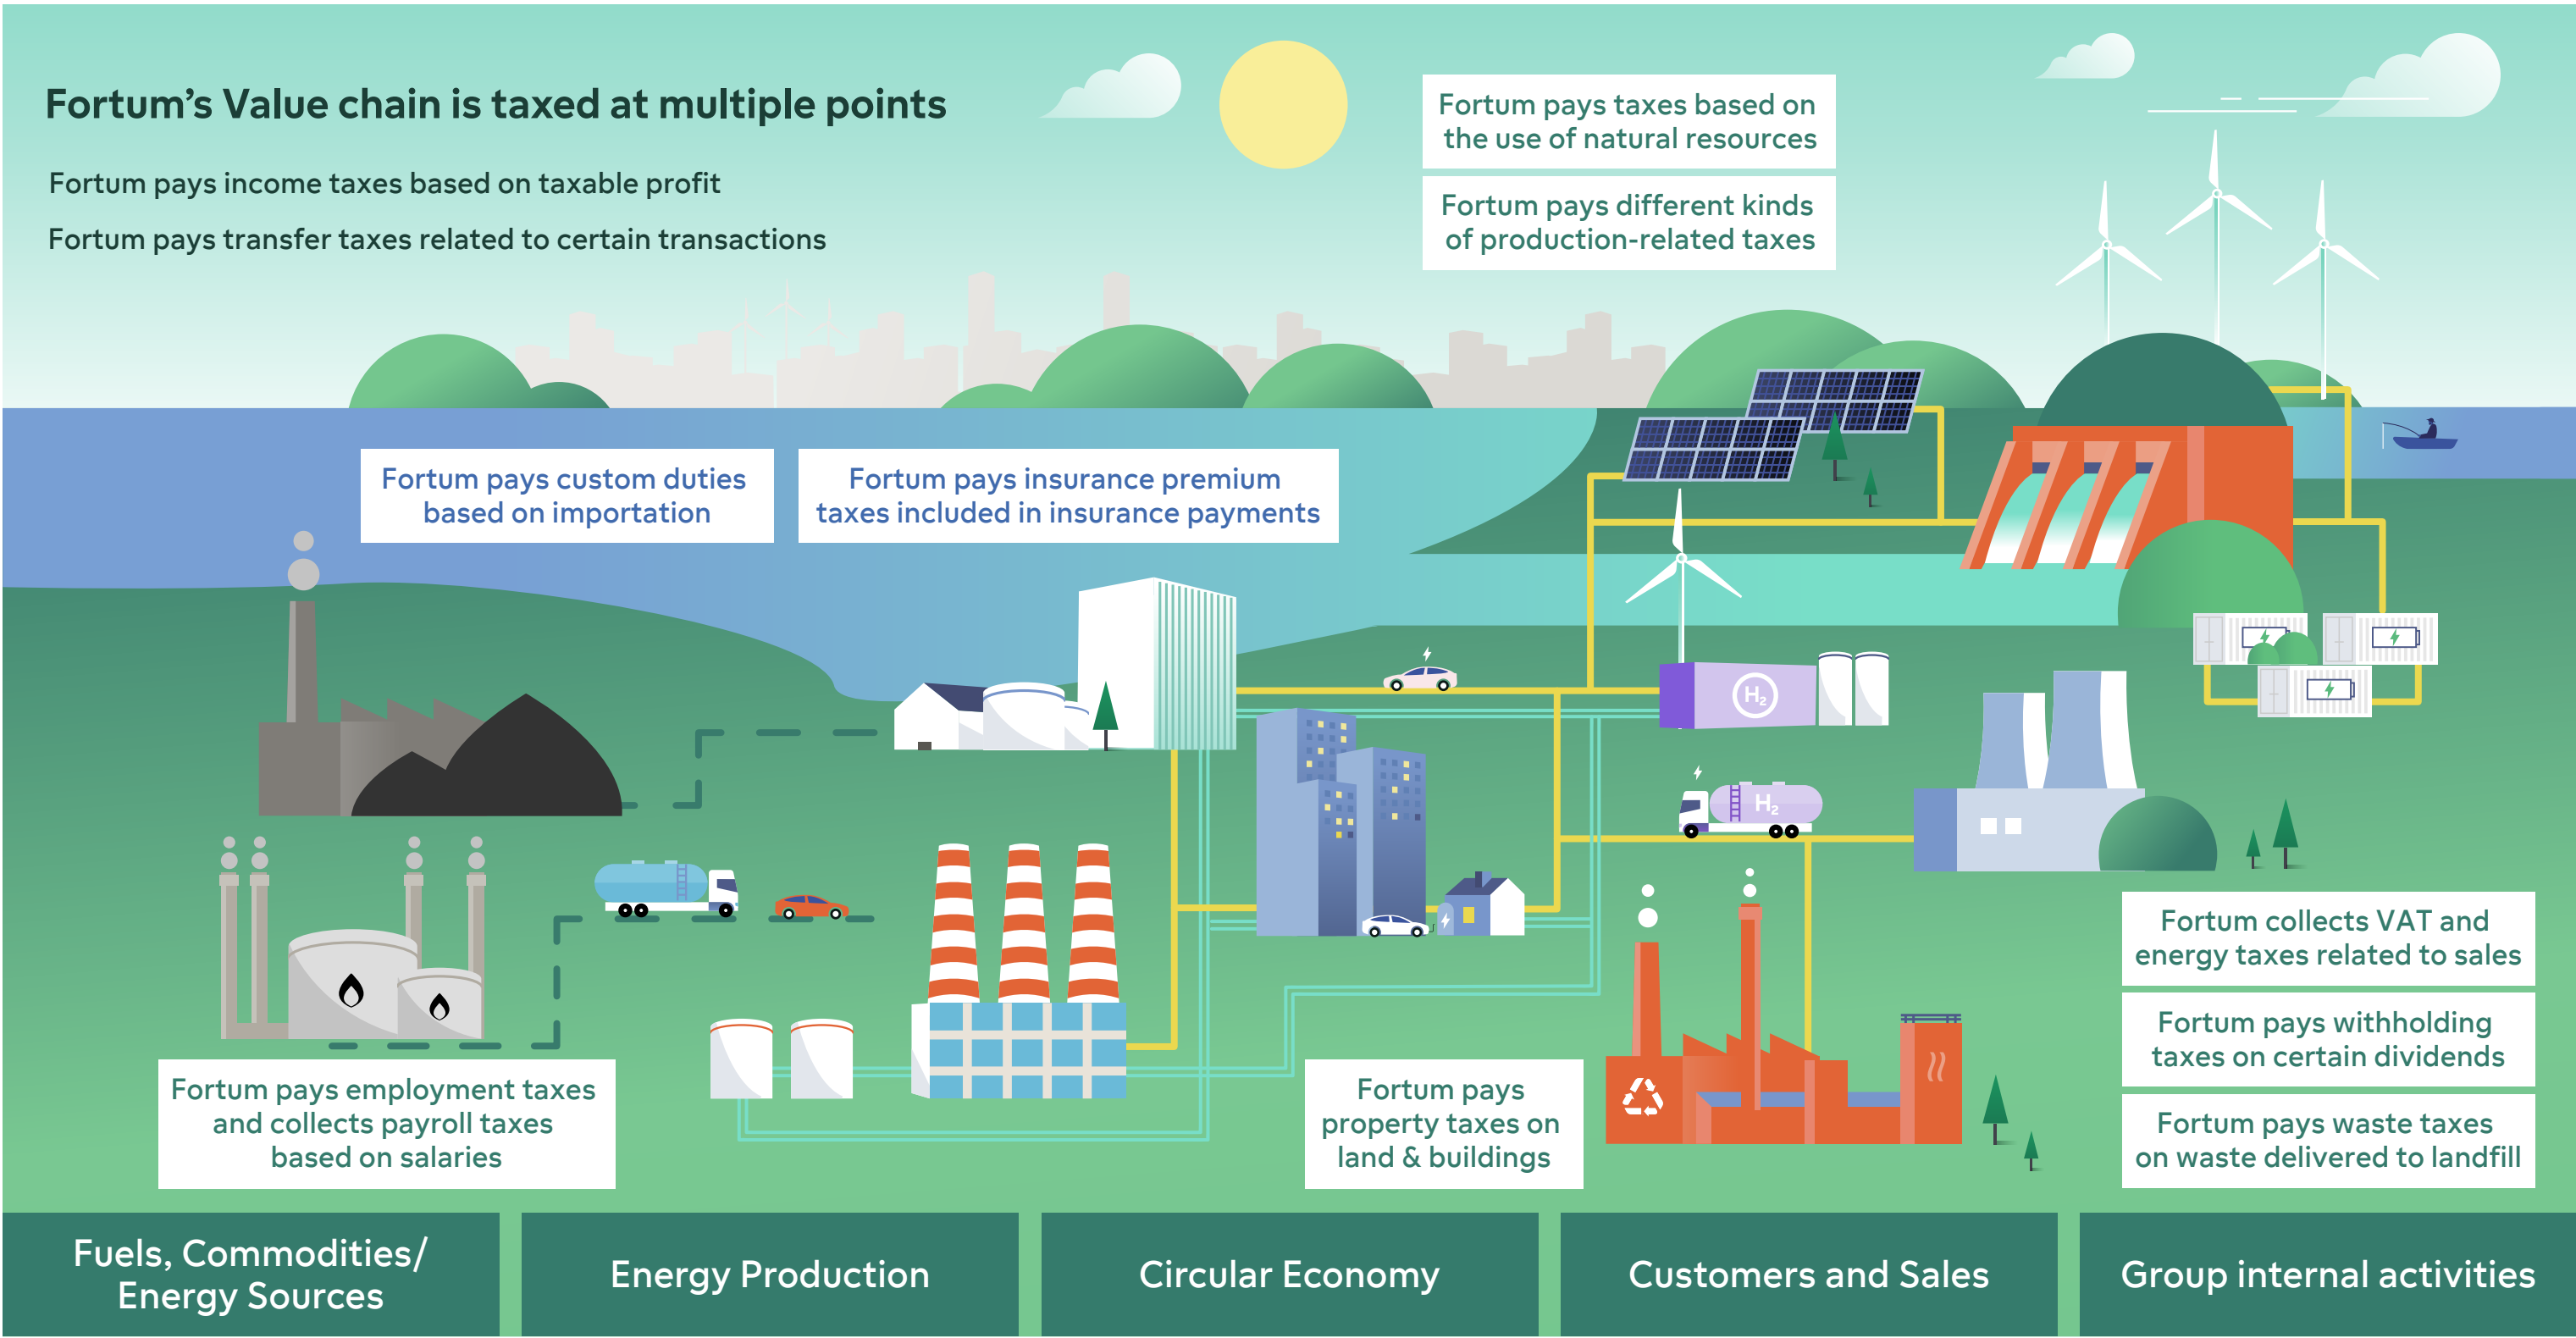 Fortum’s Value chain is taxed at multiple points
Fortum pays income taxes based on taxable profit
Fortum pays transfer taxes related to certain transactions
Fortum pays taxes based on
the use of natural resources
Fortum pays different kinds
of production-related taxes
Fortum pays custom duties
based on importation
Fortum pays insurance premium
taxes included in insurance payments
H₂
H₂
Fortum collects VAT and
energy taxes related to sales
Fortum pays withholding
taxes on certain dividends
Fortum pays waste taxes
on waste delivered to landfill
Fortum pays employment taxes
and collects payroll taxes
based on salaries
Fortum pays
property taxes on
land & buildings
Fuels, Commodities/
Energy Sources
Energy Production
Circular Economy
Customers and Sales
Group internal activities